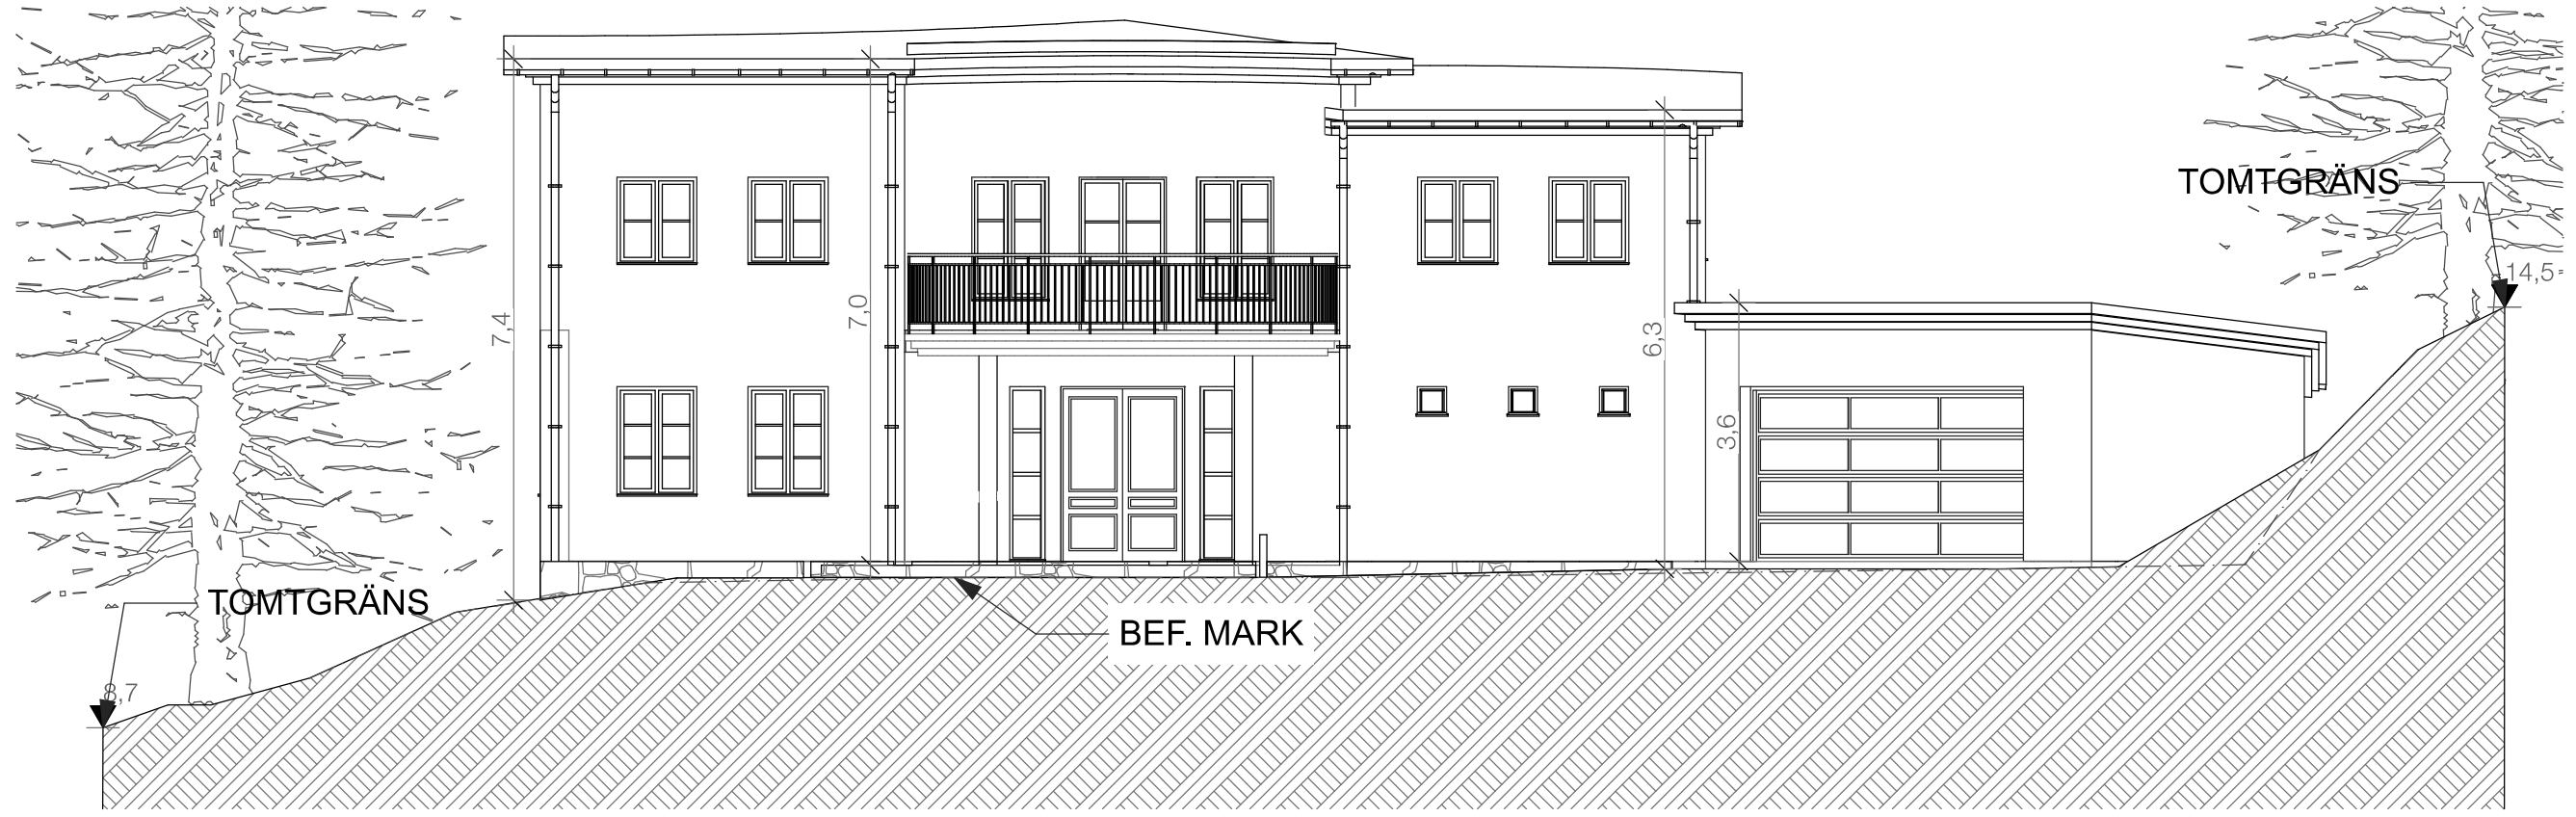 TOMTGRÄNS
14,5
7,4
7,0
6,3
3,6
TOMTGRÄNS
BEF. MARK
8,7